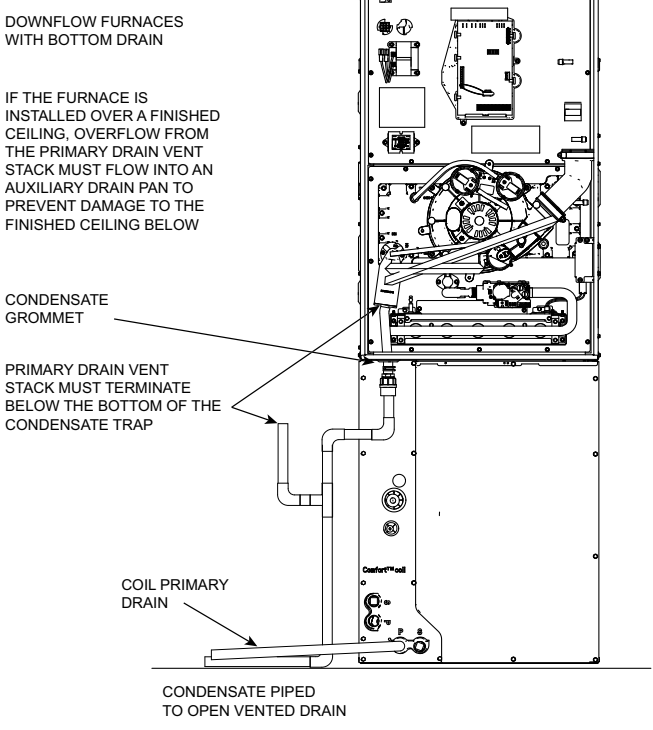 DOWNFLOW FURNACES
WITH BOTTOM DRAIN
IF THE FURNACE IS
INSTALLED OVER A FINISHED
CEILING, OVERFLOW FROM
THE PRIMARY DRAIN VENT
STACK MUST FLOW INTO AN
AUXILIARY DRAIN PAN TO
PREVENT DAMAGE TO THE
FINISHED CEILING BELOW
CONDENSATE
GROMMET
PRIMARY DRAIN VENT
STACK MUST TERMINATE
BELOW THE BOTTOM OF THE
CONDENSATE TRAP
Comfort™ coil
COIL PRIMARY
DRAIN
P S
CONDENSATE PIPED
TO OPEN VENTED DRAIN